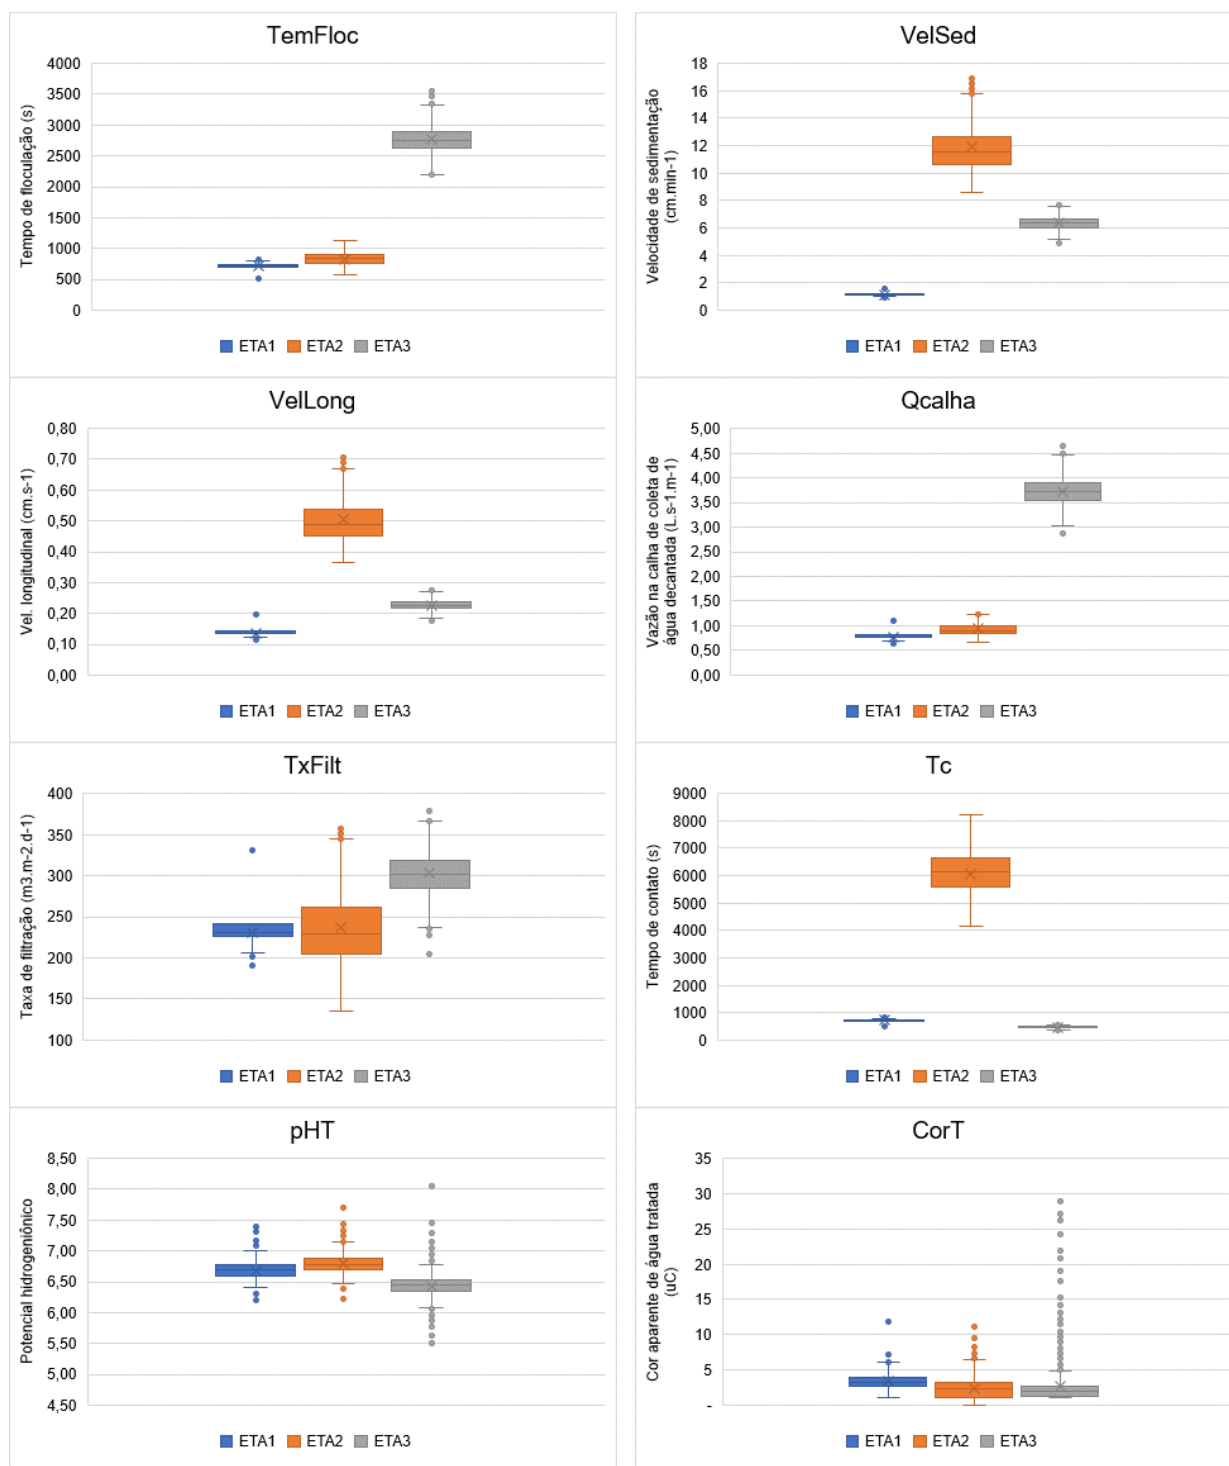 TemFloc
Tempo de floculação (s)
4000
3500
3000
2500
2000
1500
1000
500
0
ETA1 ETA2 ETA3
VelSed
Velocidade de sedimentação
(cm.min-1)
18
16
14
12
10
8
6
4
2
0
ETA1 ETA2 ETA3
VelLong
Vel. longitudinal (cm.s-1)
0,80
0,70
0,60
0,50
0,40
0,30
0,20
0,10
0,00
ETA1 ETA2 ETA3
Qcalha
Vazão na calha de coleta de
água decantada (L.s-1.m-1)
5,00
4,50
4,00
3,50
3,00
2,50
2,00
1,50
1,00
0,50
0,00
ETA1 ETA2 ETA3
TxFilt
Taxa de filtração (m3.m-2.d-1)
400
350
300
250
200
150
100
ETA1 ETA2 ETA3
Tc
Tempo de contato (s)
9000
8000
7000
6000
5000
4000
3000
2000
1000
0
ETA1 ETA2 ETA3
pHT
Potencial hidrogeniônico
8,50
8,00
7,50
7,00
6,50
6,00
5,50
5,00
4,50
ETA1 ETA2 ETA3
CorT
Cor aparente de água tratada
(uC)
35
30
25
20
15
10
5
-
ETA1 ETA2 ETA3